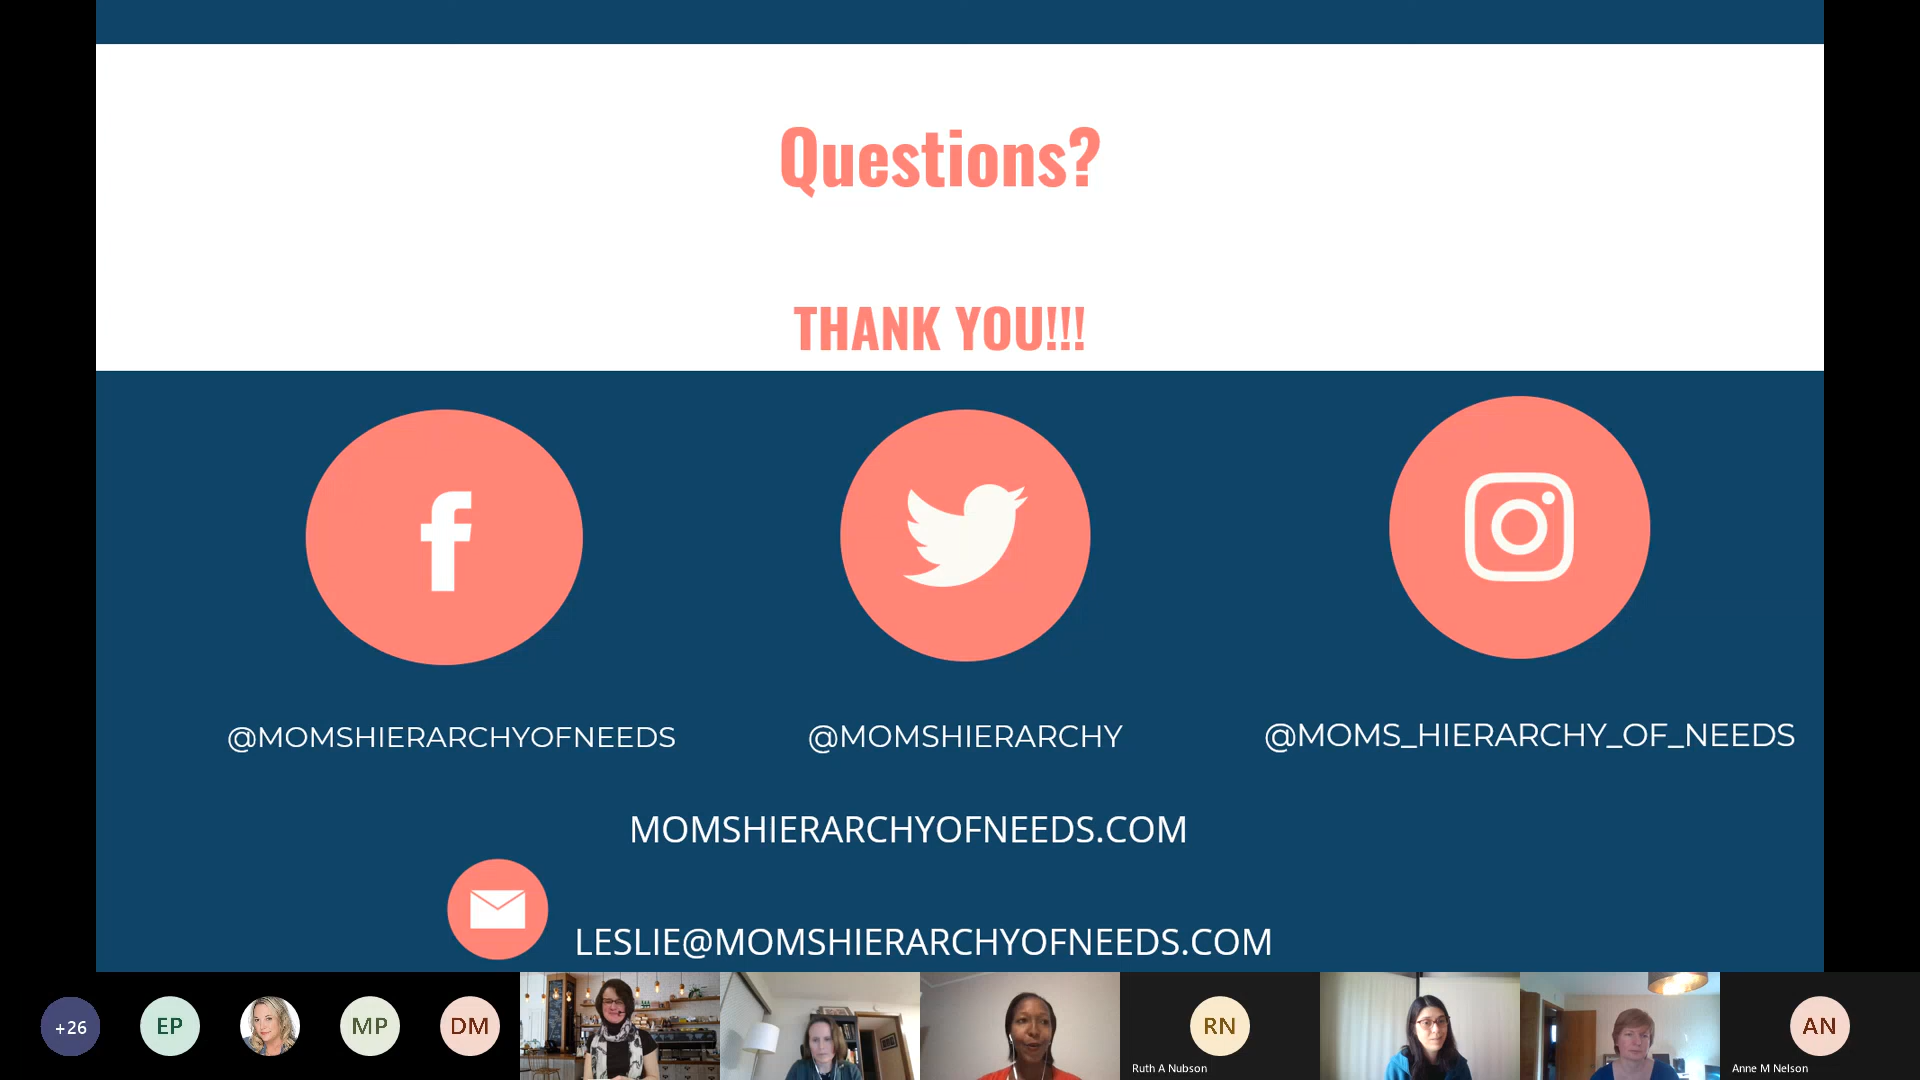 Questions?
THANK YOU!!!
@MOMSHIERARCHYOFNEEDS
@MOMSHIERARCHY
@MOMS_HIERARCHY_OF_NEEDS
MOMSHIERARCHYOFNEEDS.COM
LESLIE@MOMSHIERARCHYOFNEEDS.COM
+26
EP
MP
DM
RN
Ruth A Nubson
AN
Anne M Nelson